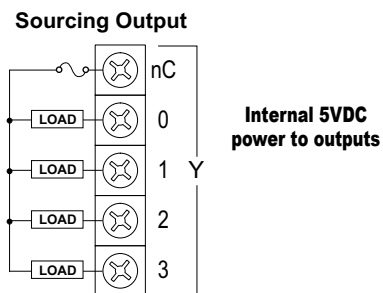 Sourcing Output
nC
LOAD 0
LOAD 1 Y
LOAD 2
LOAD 3
Internal 5VDC
power to outputs